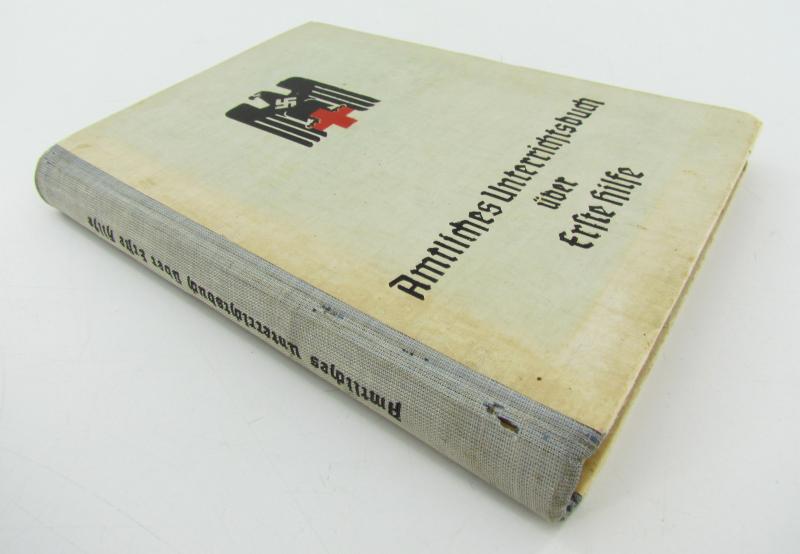 Amtliches Unterrichtsbuch
über
Erste Hilfe
Amtliches Unterrichtsbuch über Erste Hilfe